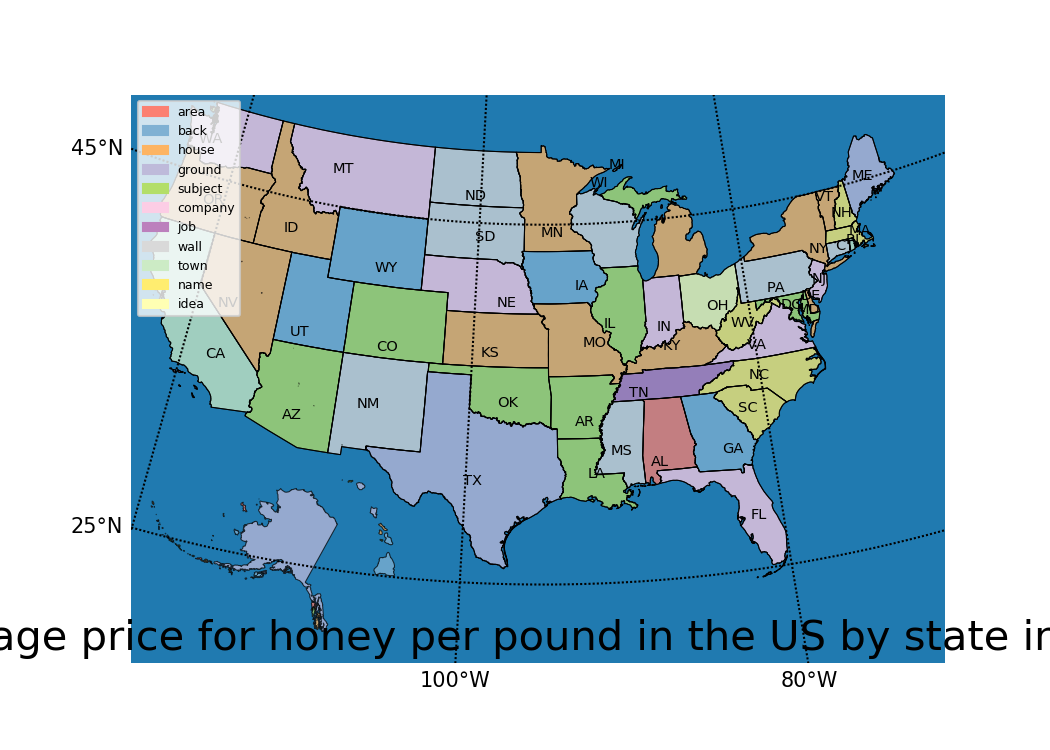 area
back
house
ground
subject
company
job
wall
town
name
idea
45°N
25°N
100°W
80°W
WA
OR
CA
NV
ID
MT
WY
UT
CO
AZ
NM
ND
SD
NE
KS
OK
TX
MN
IA
MO
AR
LA
WI
MI
IL
IN
OH
KY
TN
MS
AL
GA
FL
SC
NC
VA
WV
PA
NY
VT
NH
ME
MA
RI
CT
NJ
DE
MD
DC
age price for honey per pound in the US by state in